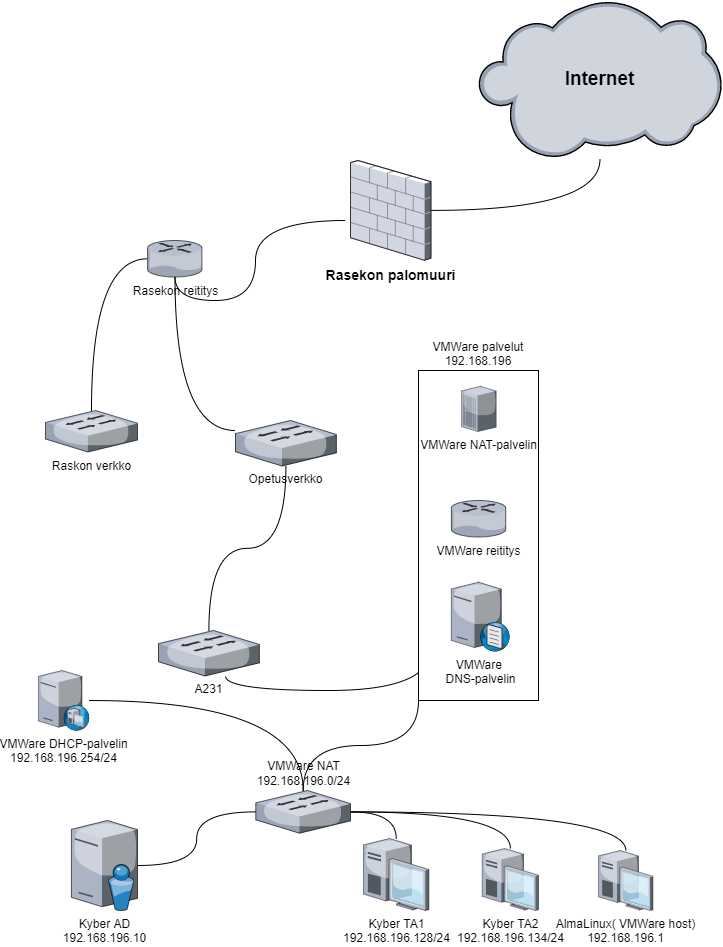 Internet
Rasekon palomuuri
Rasekon reititys
VMWare palvelut
192.168.196
VMWare NAT-palvelin
Raskon verkko
Opetusverkko
VMWare reititys
VMWare
DNS-palvelin
A231
VMWare DHCP-palvelin
192.168.196.254/24
VMWare NAT
192.168.196.0/24
Kyber AD
192.168.196.10
Kyber TA1
192.168.196.128/24
Kyber TA2
192.168.196.134/24
AlmaLinux( VMWare host)
192.168.196.1